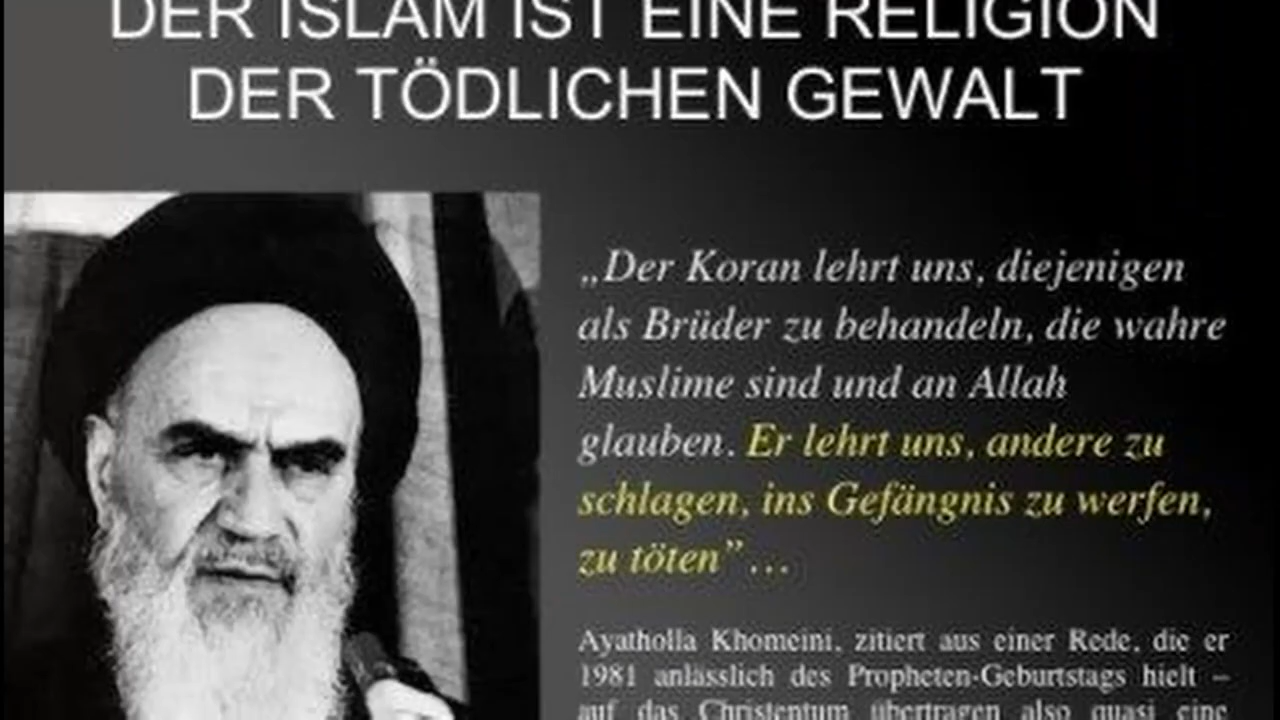 DER ISLAM IST EINE RELIGION
DER TÖDLICHEN GEWALT
„Der Koran lehrt uns, diejenigen
als Brüder zu behandeln, die wahre
Muslime sind und an Allah
glauben. Er lehrt uns, andere zu
schlagen, ins Gefängnis zu werfen,
zu töten”…
Ayatholla Khomeini, zitiert aus einer Rede, die er
1981 anlässlich des Propheten-Geburtstags hielt –
auf das Christentum übertragen also quasi eine